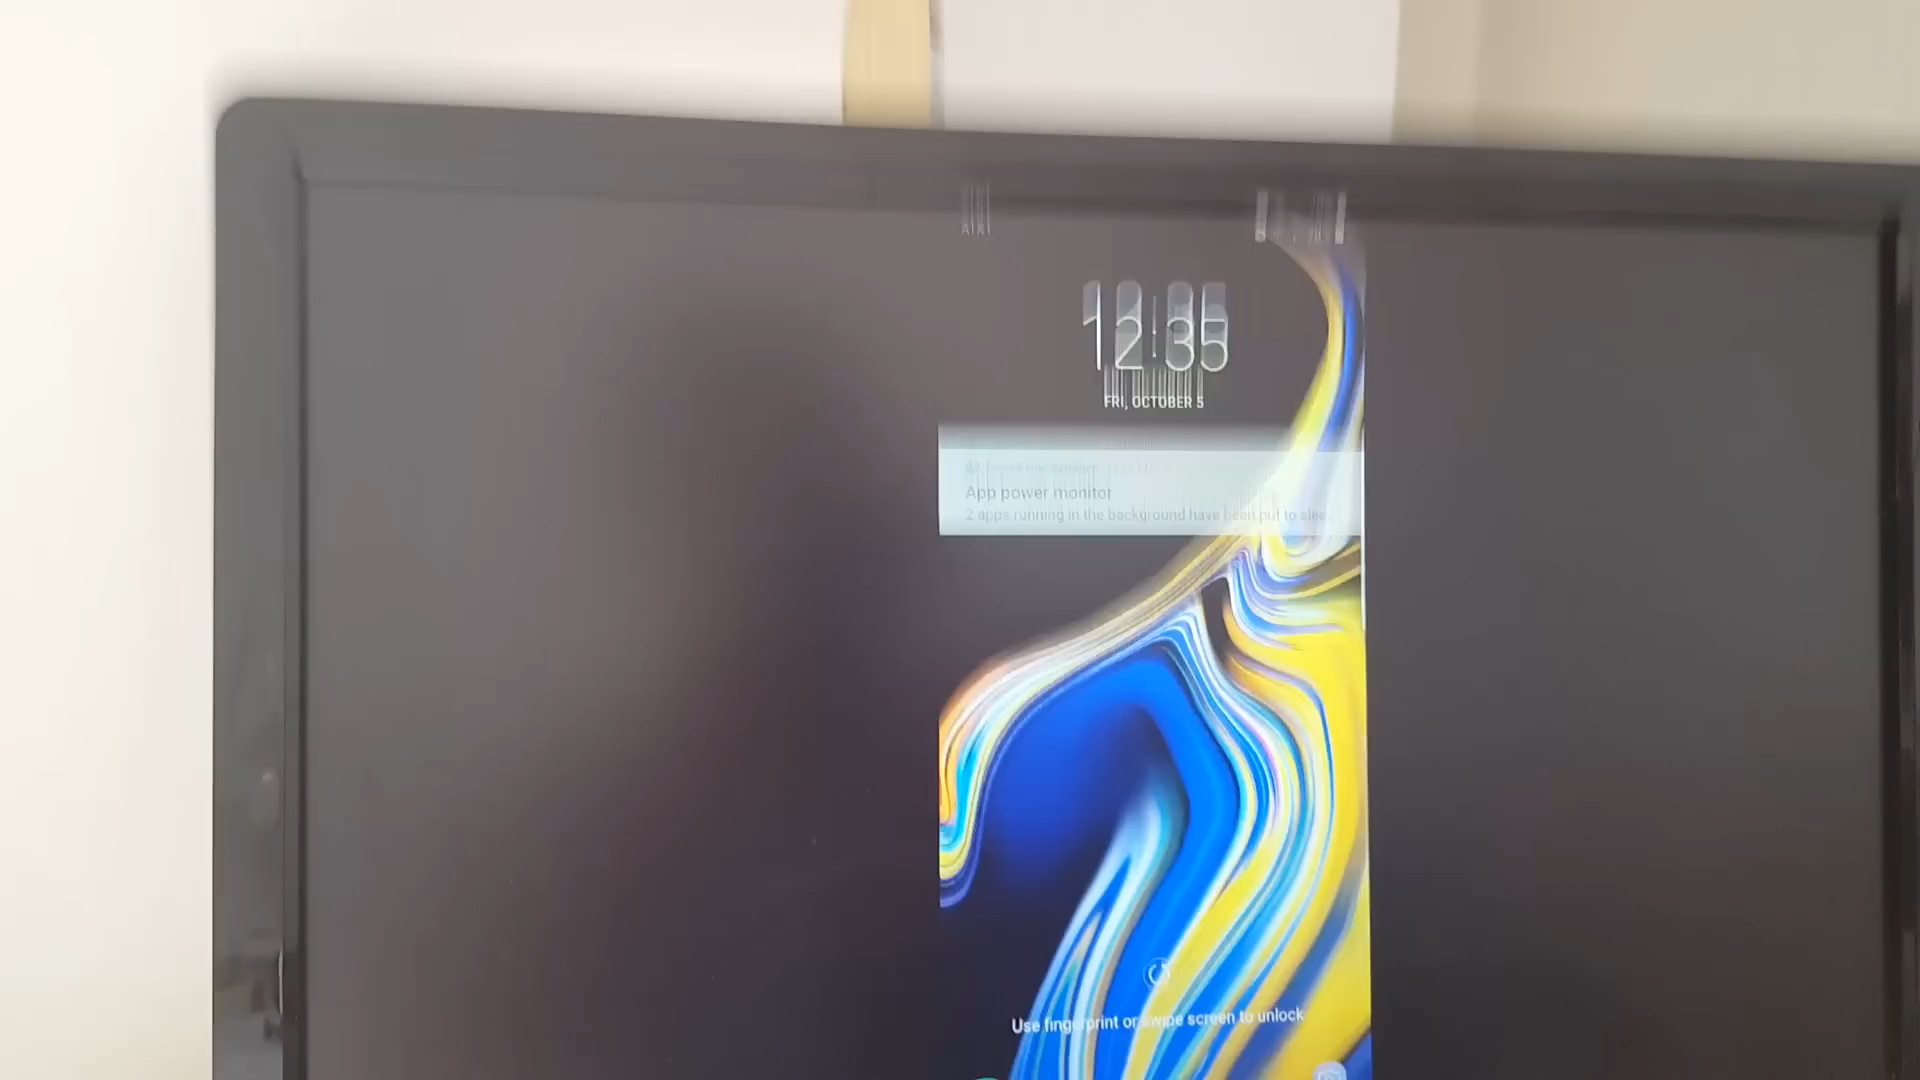 AT&T
12:35
FRI, OCTOBER 5
App power monitor
2 apps running in the background have been put to slee...
Use fingerprint or swipe screen to unlock